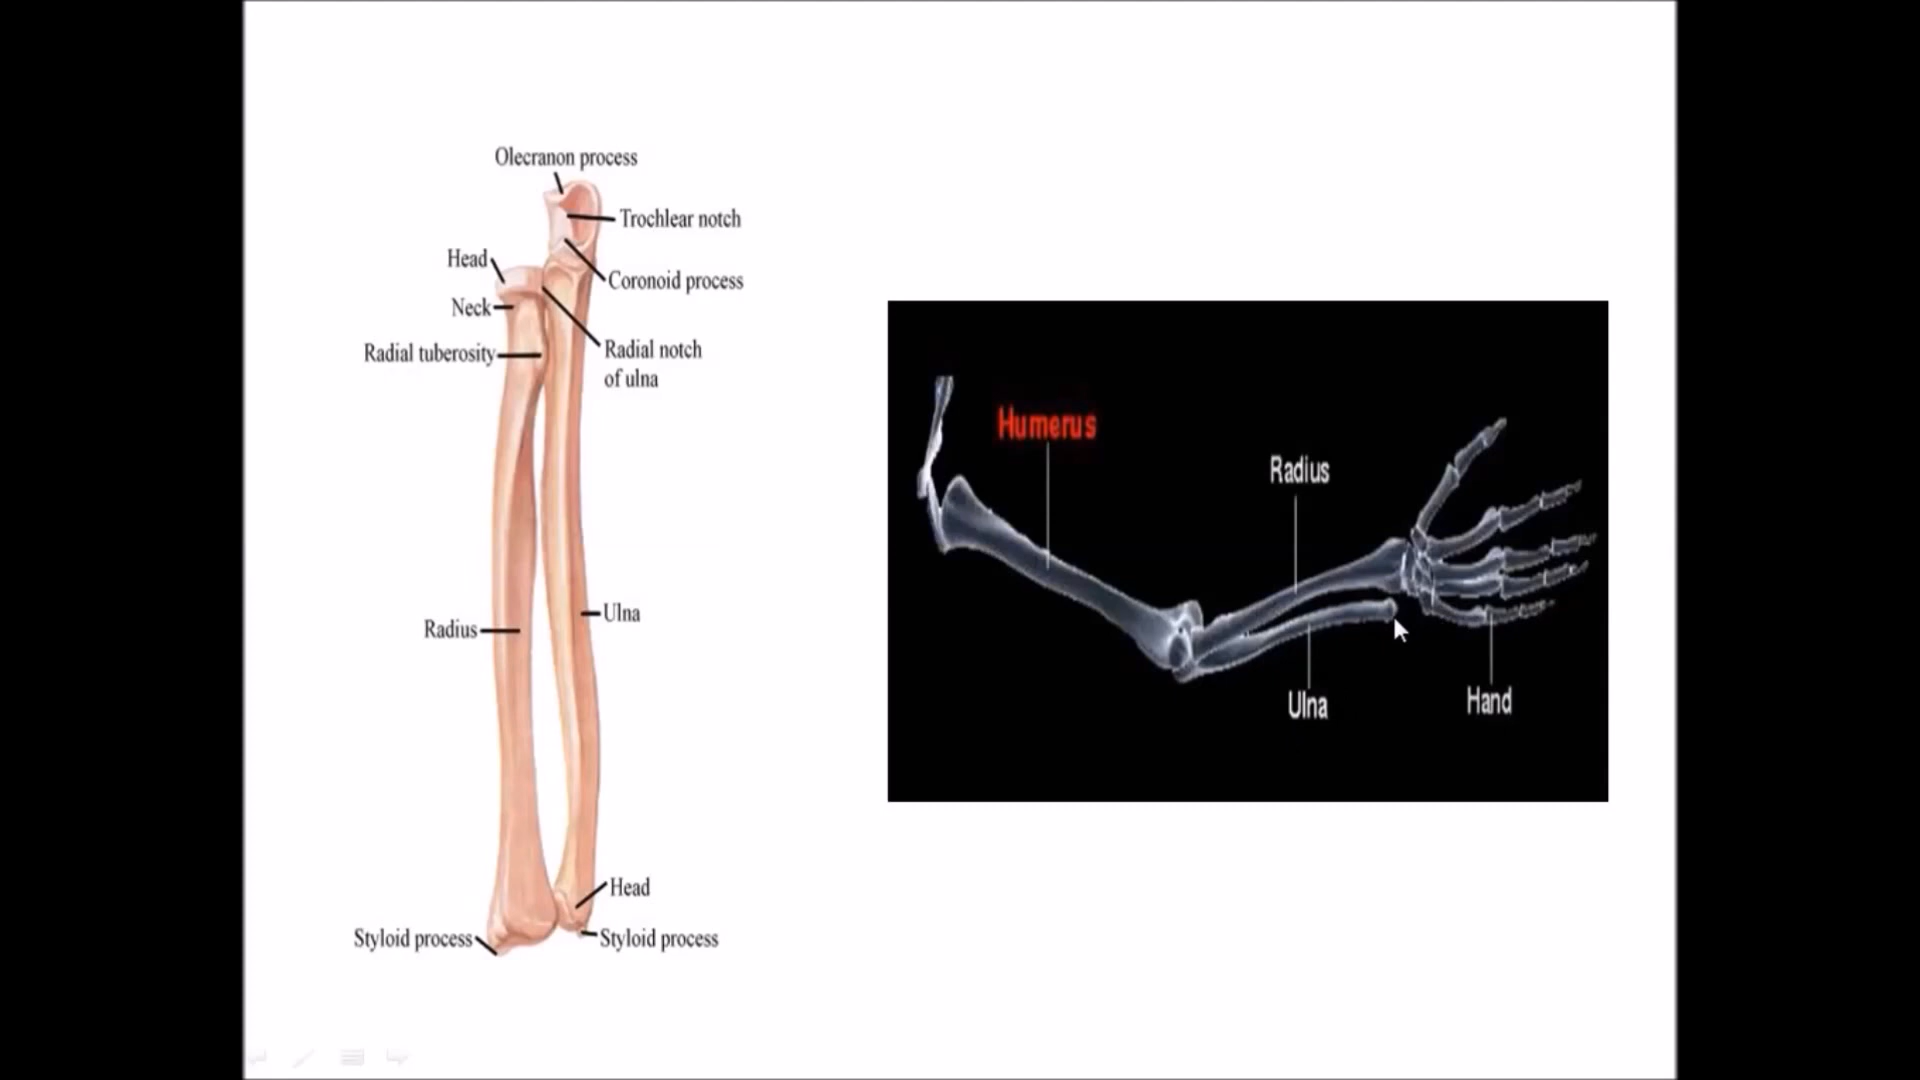 Olecranon process
Trochlear notch
Head
Coronoid process
Neck
Radial tuberosity
Radial notch
of ulna
Radius
Ulna
Head
Styloid process
Styloid process
Humerus
Radius
Ulna
Hand